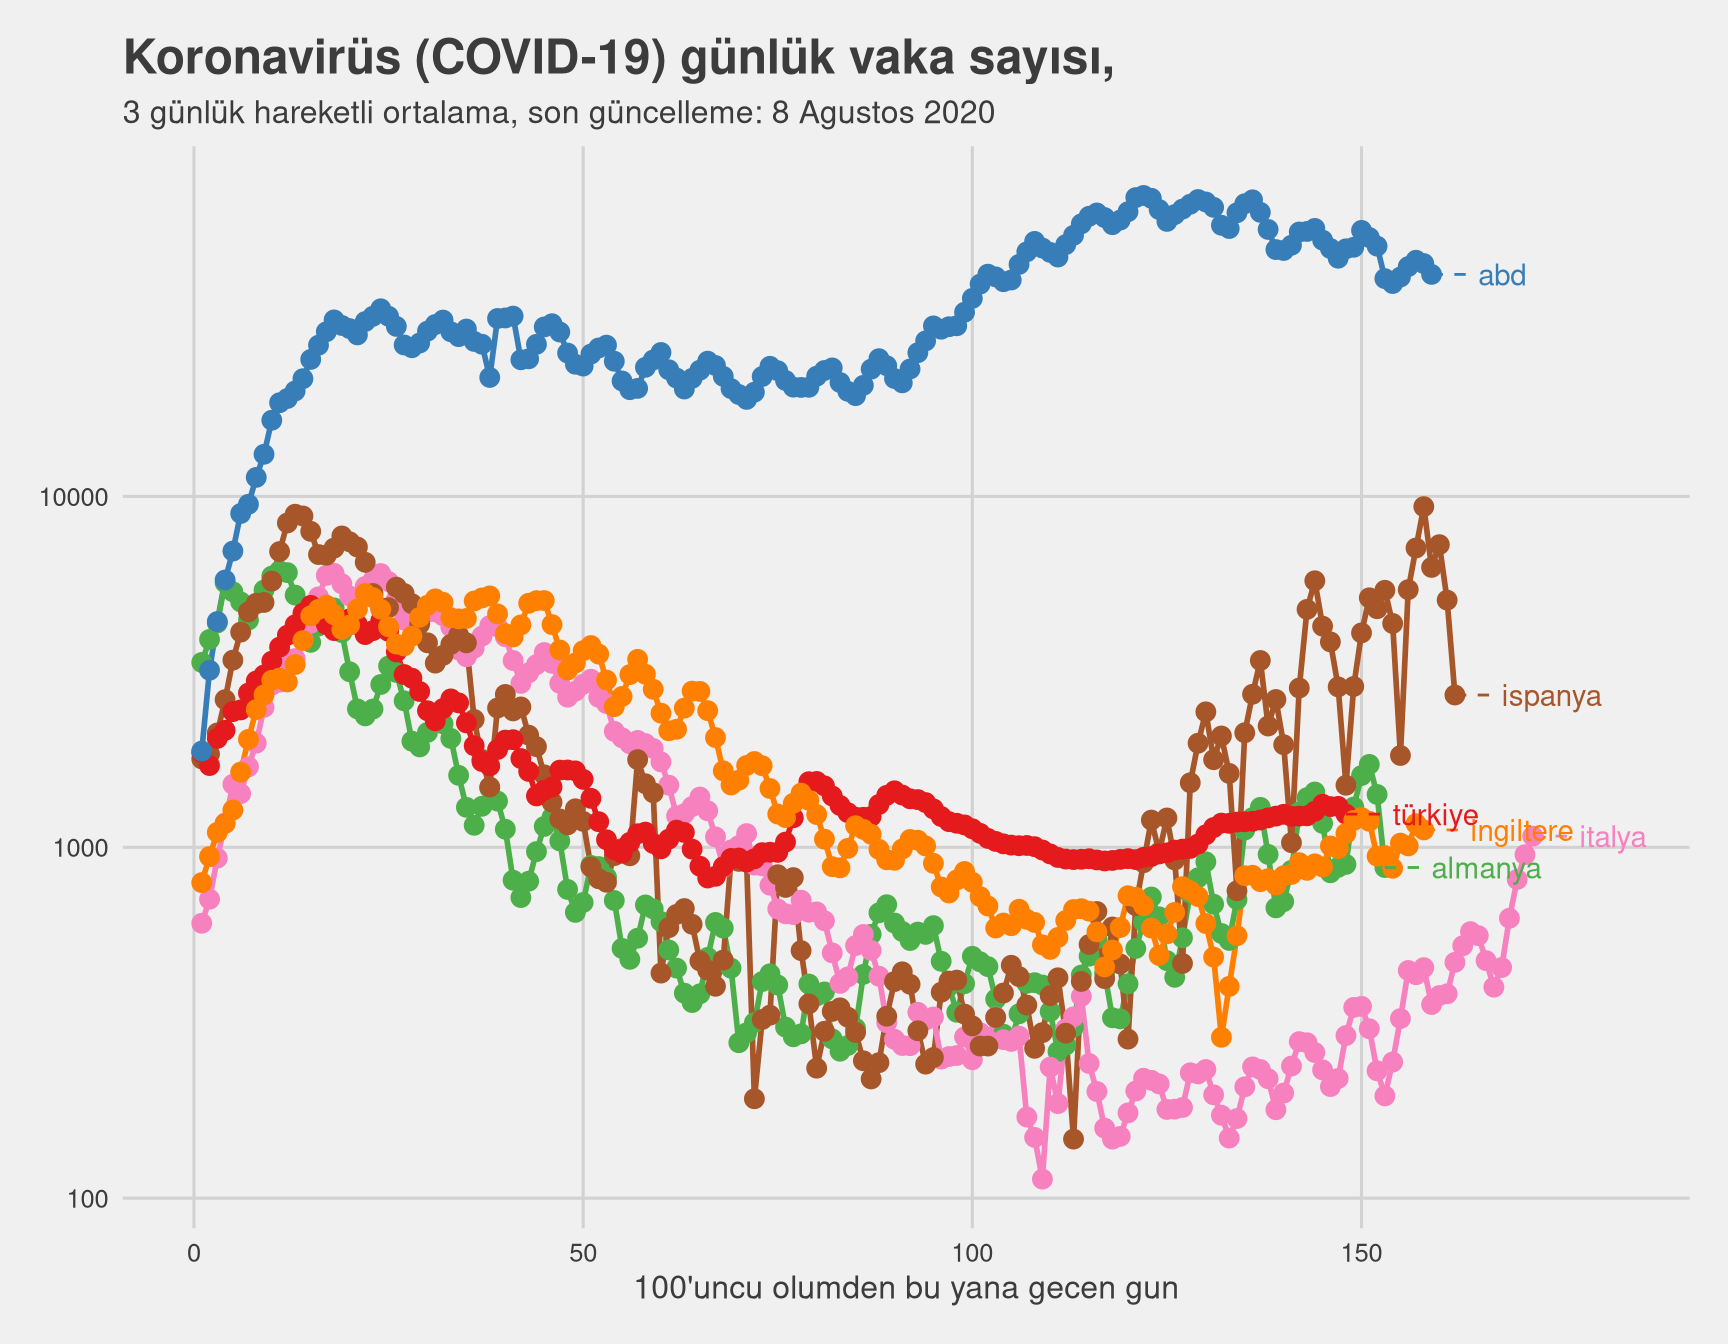 Koronavirüs (COVID-19) günlük vaka sayısı,
3 günlük hareketli ortalama, son güncelleme: 8 Agustos 2020
abd
10000
ispanya
türkiye
ingiltere
italya
1000
almanya
100
0 50 100 150
100'uncu olumden bu yana gecen gun